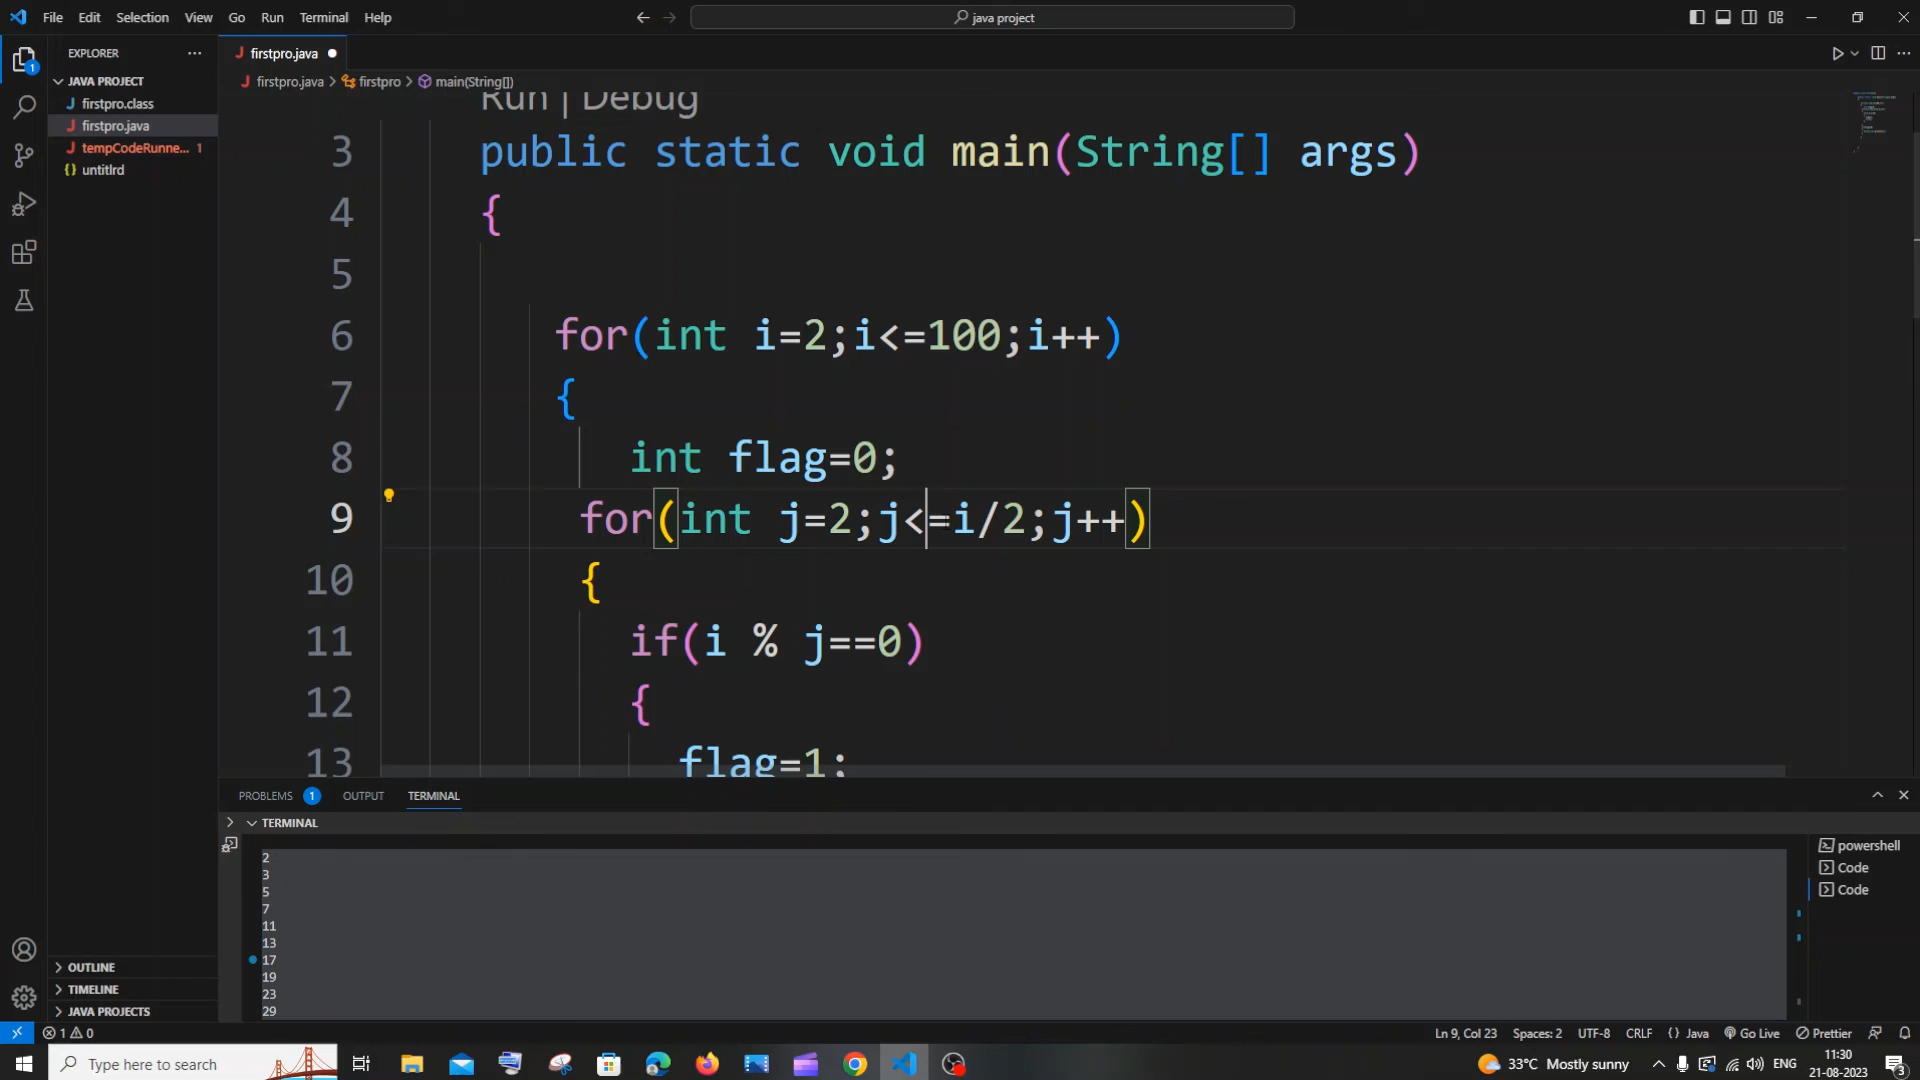 File Edit Selection View Go Run Terminal Help
java project
EXPLORER
JAVA PROJECT
firstpro.class
firstpro.java
tempCodeRunne... 1
untitlrd
OUTLINE
TIMELINE
JAVA PROJECTS
firstpro.java
firstpro.java > firstpro > main(String[])
Run | Debug
3 public static void main(String[] args)
4 {
5
6 for(int i=2;i<=100;i++)
7 {
8 int flag=0;
9 for(int j=2;j<=i/2;j++)
10 {
11 if(i % j==0)
12 {
13 flag=1;
PROBLEMS 1 OUTPUT TERMINAL
TERMINAL
2
3
5
7
11
13
17
19
23
29
powershell
Code
Code
1 0
Ln 9, Col 23 Spaces: 2 UTF-8 CRLF {} Java Go Live Prettier
Type here to search
33°C Mostly sunny
ENG
11:30
21-08-2023
3